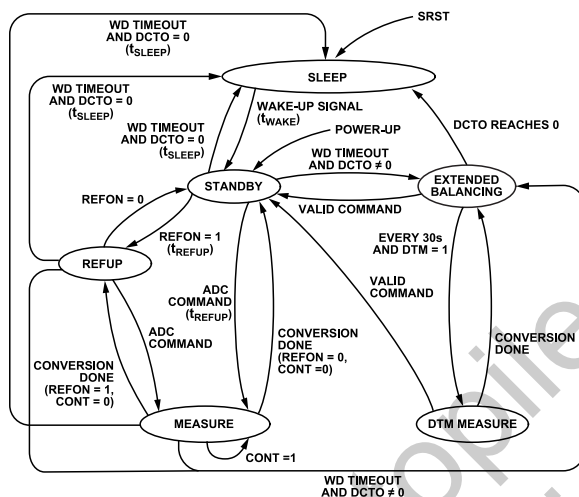 WD TIMEOUT
AND DCTO = 0
(tSLEEP)
SRST
SLEEP
WD TIMEOUT
AND DCTO = 0
(tSLEEP)
WAKE-UP SIGNAL
(tWAKE)
WD TIMEOUT
AND DCTO = 0
(tSLEEP)
POWER-UP
DCTO REACHES 0
WD TIMEOUT
AND DCTO ≠ 0
STANDBY
EXTENDED
BALANCING
VALID COMMAND
REFON = 0
REFON = 1
(tREFUP)
EVERY 30s
AND DTM = 1
REFUP
VALID
COMMAND
ADC
COMMAND
(tREFUP)
ADC
COMMAND
CONVERSION
DONE
(REFON = 0,
CONT =0)
CONVERSION
DONE
CONVERSION
DONE
(REFON = 1,
CONT = 0)
MEASURE
DTM MEASURE
CONT =1
WD TIMEOUT
AND DCTO ≠ 0